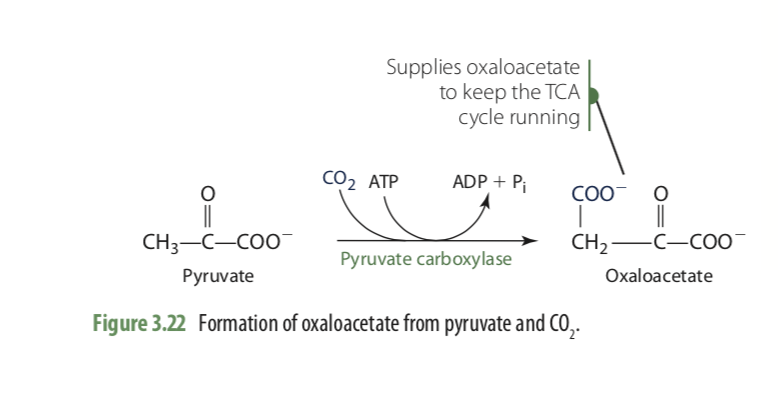 Supplies oxaloacetate
to keep the TCA
cycle running
CO₂ ATP ADP + Pᵢ
COO⁻ O
O
CH₃—C—COO⁻
CH₂—C—COO⁻
Pyruvate carboxylase
Pyruvate
Oxaloacetate
Figure 3.22 Formation of oxaloacetate from pyruvate and CO₂.